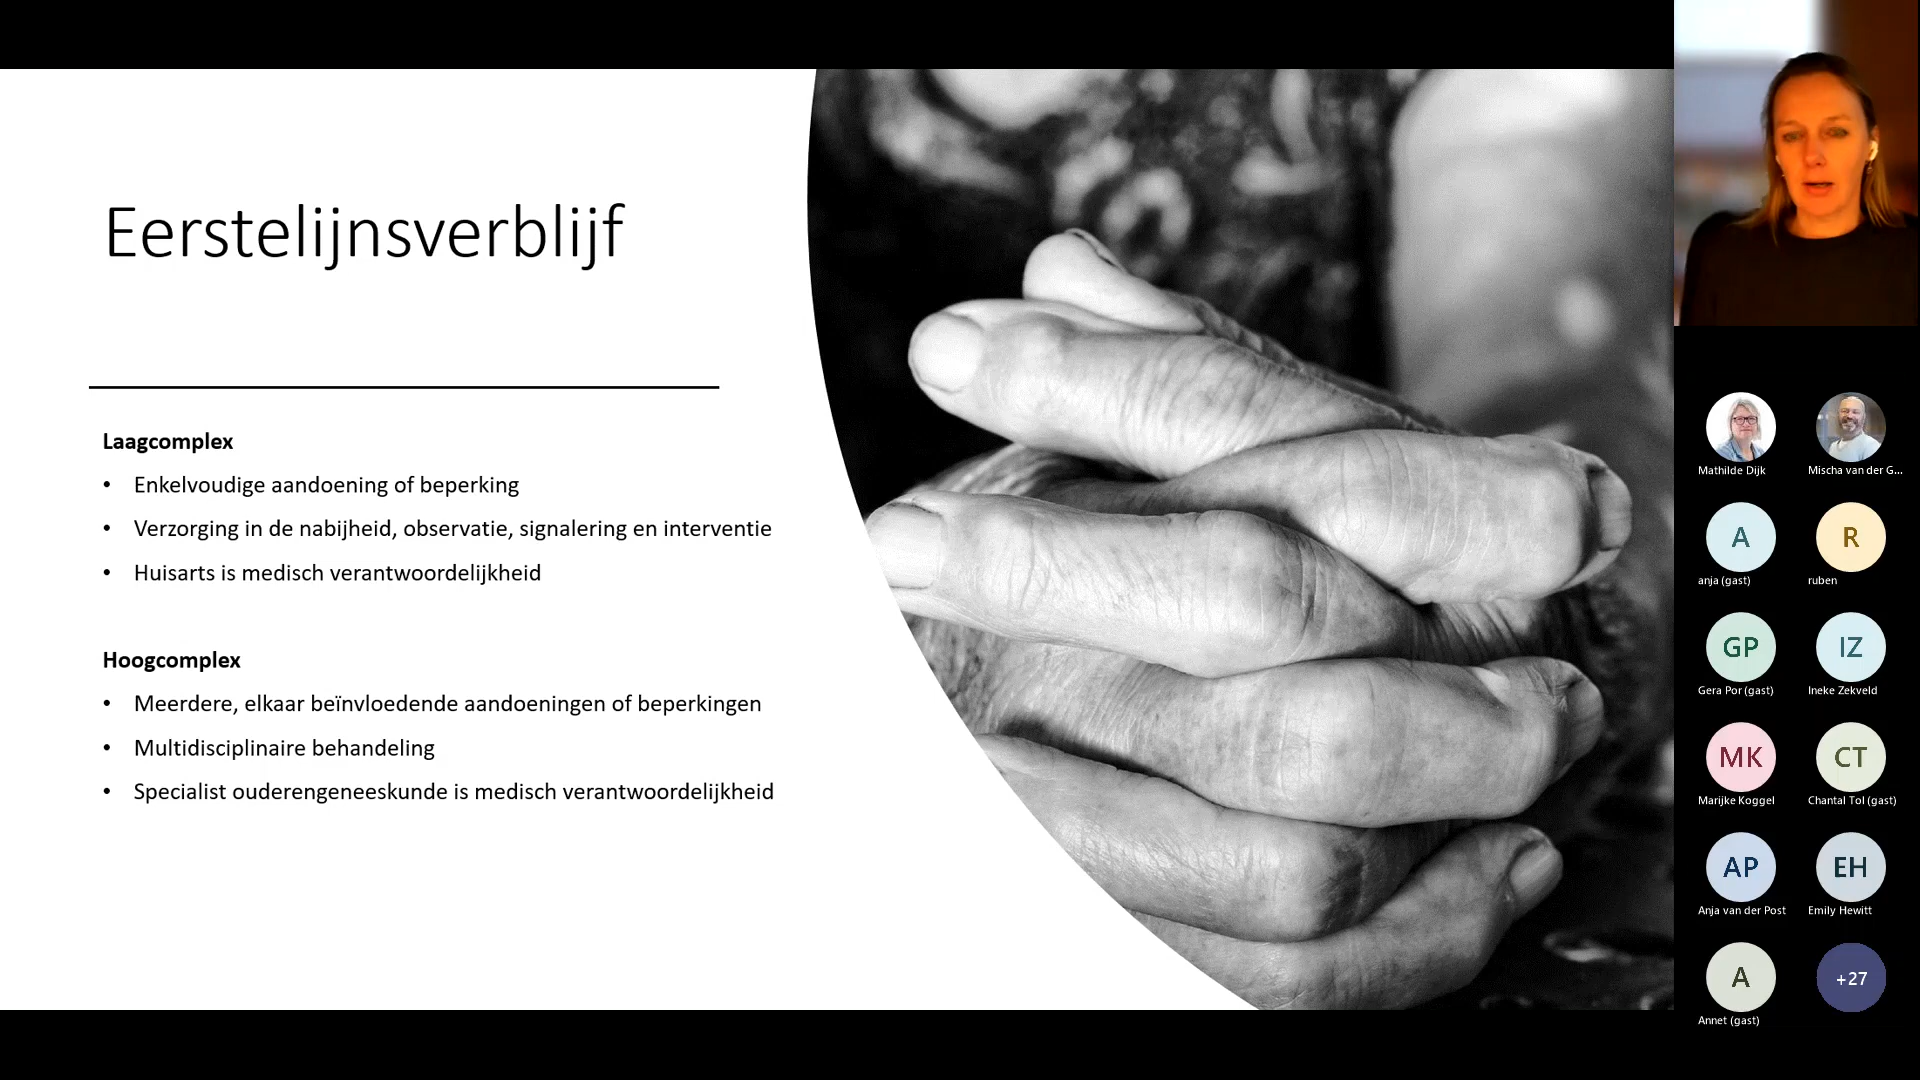 Eerstelijnsverblijf
Laagcomplex
• Enkelvoudige aandoening of beperking
• Verzorging in de nabijheid, observatie, signalering en interventie
• Huisarts is medisch verantwoordelijkheid
Hoogcomplex
• Meerdere, elkaar beïnvloedende aandoeningen of beperkingen
• Multidisciplinaire behandeling
• Specialist ouderengeneeskunde is medisch verantwoordelijkheid
Mathilde Dijk
Mischa van der G...
A
R
anja (gast)
ruben
GP
IZ
Gera Por (gast)
Ineke Zekveld
MK
CT
Marijke Koggel
Chantal Tol (gast)
AP
EH
Anja van der Post
Emily Hewitt
A
+27
Annet (gast)